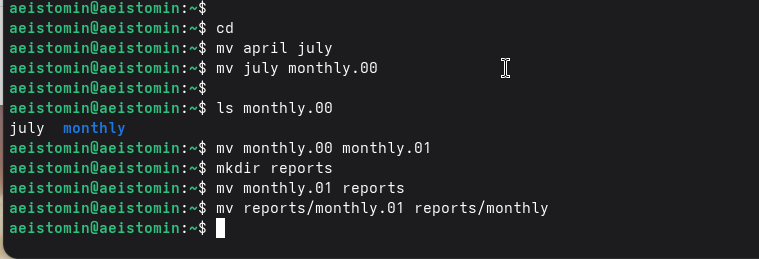 aeistomin@aeistomin:~$
aeistomin@aeistomin:~$ cd
aeistomin@aeistomin:~$ mv april july
aeistomin@aeistomin:~$ mv july monthly.00
aeistomin@aeistomin:~$
aeistomin@aeistomin:~$ ls monthly.00
july  monthly
aeistomin@aeistomin:~$ mv monthly.00 monthly.01
aeistomin@aeistomin:~$ mkdir reports
aeistomin@aeistomin:~$ mv monthly.01 reports
aeistomin@aeistomin:~$ mv reports/monthly.01 reports/monthly
aeistomin@aeistomin:~$